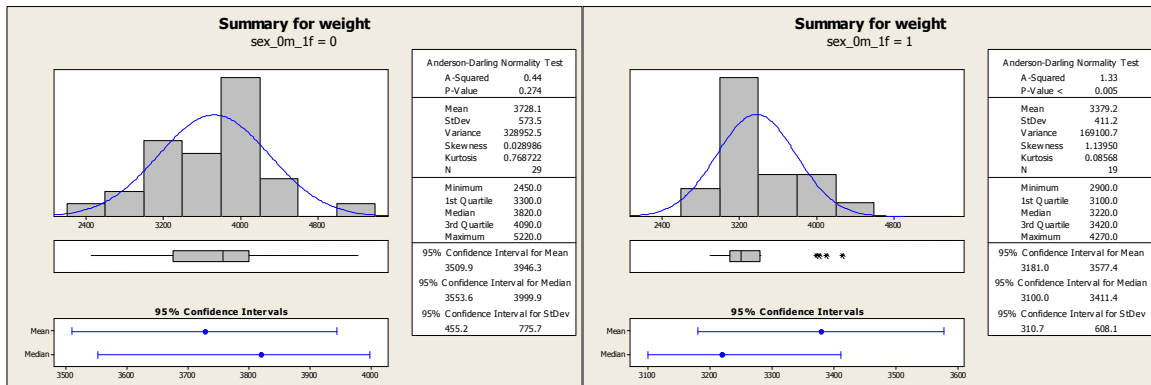 Summary for weight
sex_0m_1f = 0
2400 3200 4000 4800
95% Confidence Intervals
Mean
Median
3500 3600 3700 3800 3900 4000
Anderson-Darling Normality Test
A-Squared 0.44
P-Value 0.274
Mean 3728.1
StDev 573.5
Variance 328952.5
Skewness 0.028986
Kurtosis 0.768722
N 29
Minimum 2450.0
1st Quartile 3300.0
Median 3820.0
3rd Quartile 4090.0
Maximum 5220.0
95% Confidence Interval for Mean
3509.9 3946.3
95% Confidence Interval for Median
3553.6 3999.9
95% Confidence Interval for StDev
455.2 775.7
Summary for weight
sex_0m_1f = 1
2400 3200 4000 4800
95% Confidence Intervals
Mean
Median
3100 3200 3300 3400 3500 3600
Anderson-Darling Normality Test
A-Squared 1.33
P-Value < 0.005
Mean 3379.2
StDev 411.2
Variance 169100.7
Skewness 1.13950
Kurtosis 0.08568
N 19
Minimum 2900.0
1st Quartile 3100.0
Median 3220.0
3rd Quartile 3420.0
Maximum 4270.0
95% Confidence Interval for Mean
3181.0 3577.4
95% Confidence Interval for Median
3100.0 3411.4
95% Confidence Interval for StDev
310.7 608.1